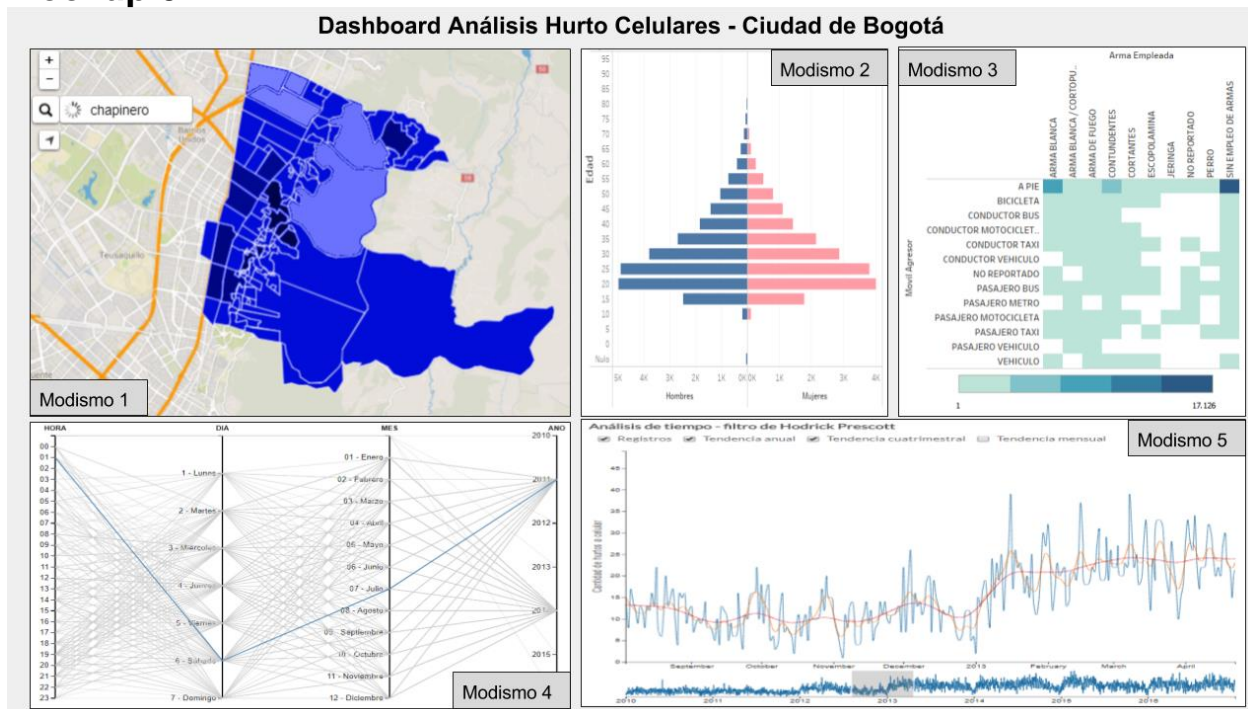 Dashboard Análisis Hurto Celulares - Ciudad de Bogotá
+
−
chapinero
Teusaquillo
Modismo 1
Modismo 2
Edad
95
90
85
80
75
70
65
60
55
50
45
40
35
30
25
20
15
10
5
0
Nulo
5K 4K 3K 2K 1K 0K 0K 1K 2K 3K 4K
Hombres Mujeres
Modismo 3
Arma Empleada
ARMA BLANCA
ARMA BLANCA / CORTOPU..
ARMA DE FUEGO
CONTUNDENTES
CORTANTES
ESCOPOLAMINA
JERINGA
NO REPORTADO
PERRO
SIN EMPLEO DE ARMAS
Movil Agresor
A PIE
BICICLETA
CONDUCTOR BUS
CONDUCTOR MOTOCICLET..
CONDUCTOR TAXI
CONDUCTOR VEHICULO
NO REPORTADO
PASAJERO BUS
PASAJERO METRO
PASAJERO MOTOCICLETA
PASAJERO TAXI
PASAJERO VEHICULO
VEHICULO
1 17.126
HORA DIA MES ANO
00
01
02
03
04
05
06
07
08
09
10
11
12
13
14
15
16
17
18
19
20
21
22
23
1 - Lunes
2 - Martes
3 - Miercoles
4 - Jueves
5 - Viernes
6 - Sabado
7 - Domingo
01 - Enero
02 - Febrero
03 - Marzo
04 - Abril
05 - Mayo
06 - Junio
07 - Julio
08 - Agosto
09 - Septiembre
10 - Octubre
11 - Noviembre
12 - Diciembre
2010
2011
2012
2013
2015
Modismo 4
Análisis de tiempo - filtro de Hodrick Prescott
Registros Tendencia anual Tendencia cuatrimestral Tendencia mensual
Modismo 5
Cantidad de hurtos a celular
45
40
35
30
25
20
15
10
5
0
September October November December 2013 February March April
2010 2011 2012 2013 2014 2015 2016